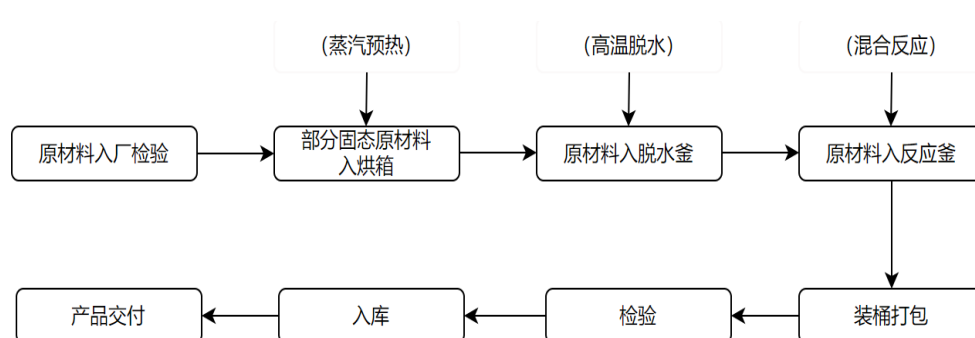 (蒸汽预热)
(高温脱水)
(混合反应)
原材料入厂检验
部分固态原材料
入烘箱
原材料入脱水釜
原材料入反应釜
产品交付
入库
检验
装桶打包